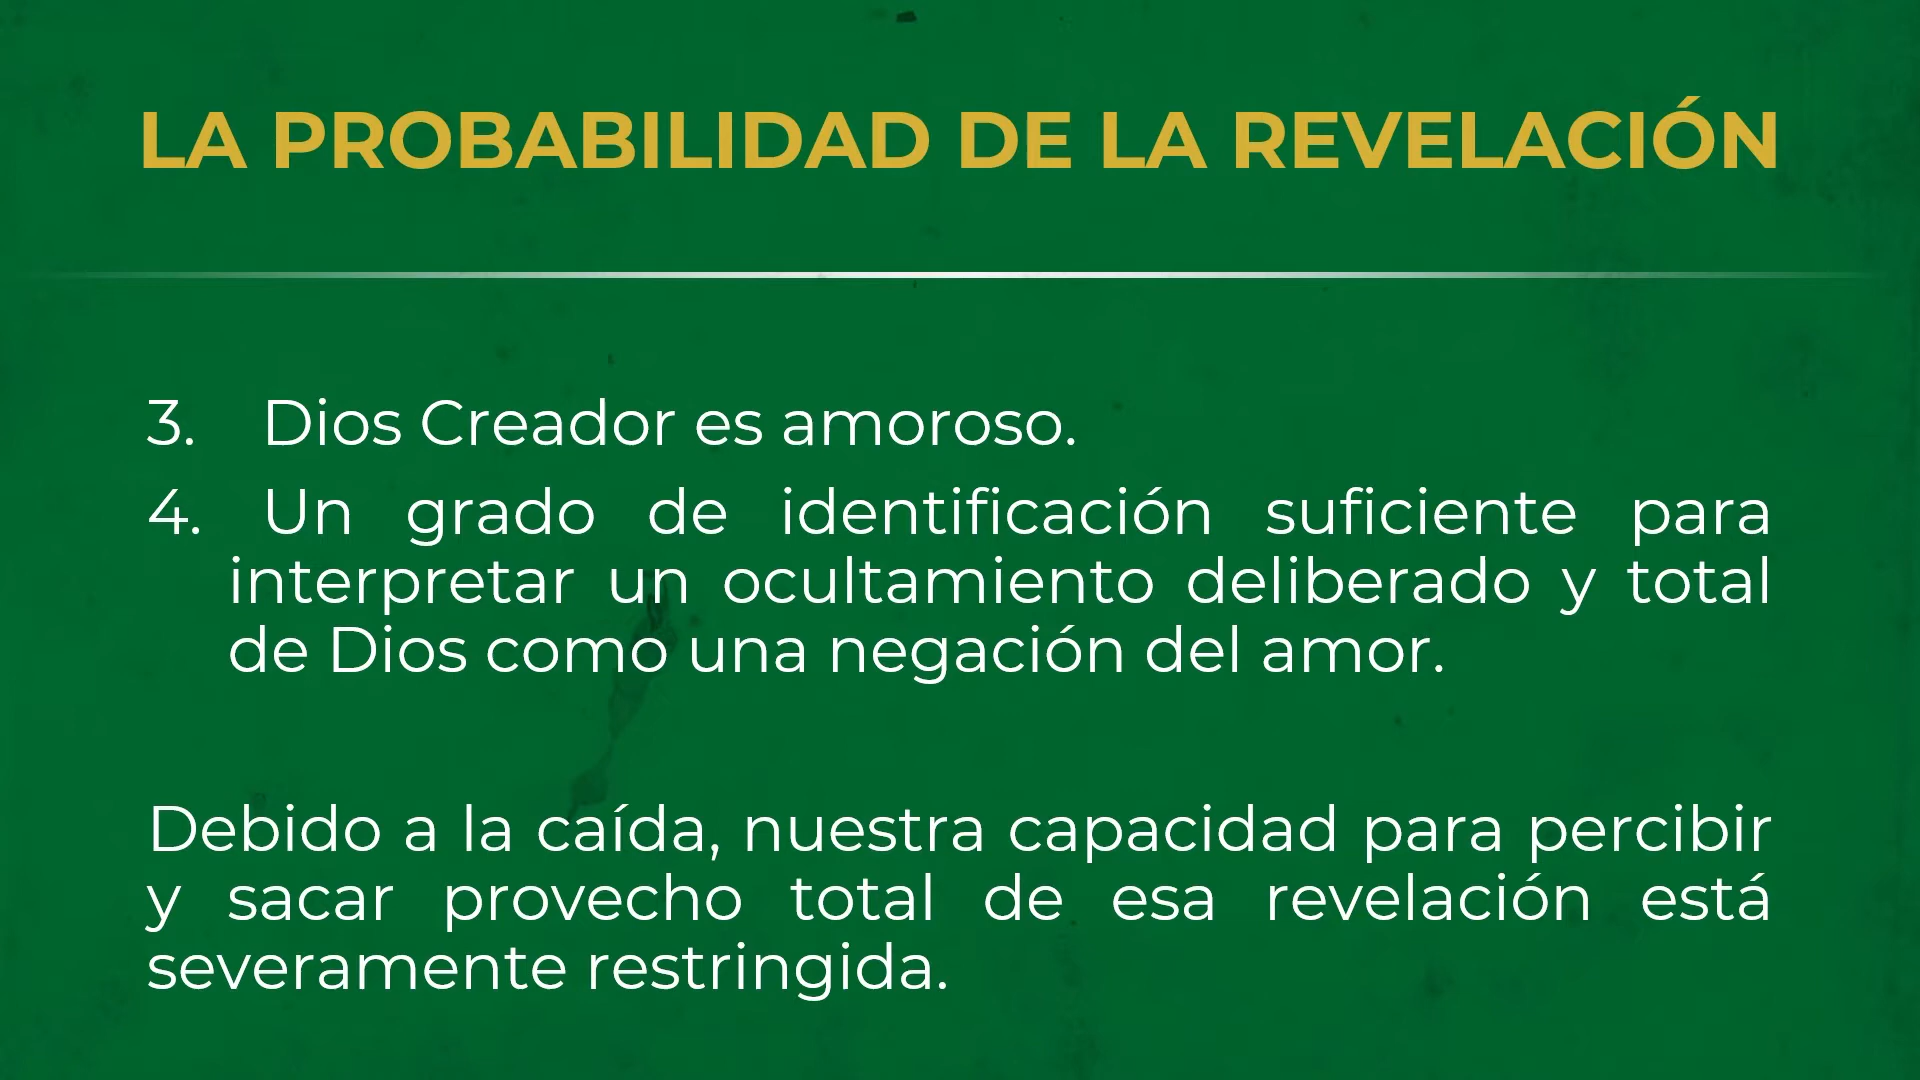 LA PROBABILIDAD DE LA REVELACIÓN
3. Dios Creador es amoroso.
4. Un grado de identificación suficiente para
interpretar un ocultamiento deliberado y total
de Dios como una negación del amor.
Debido a la caída, nuestra capacidad para percibir
y sacar provecho total de esa revelación está
severamente restringida.